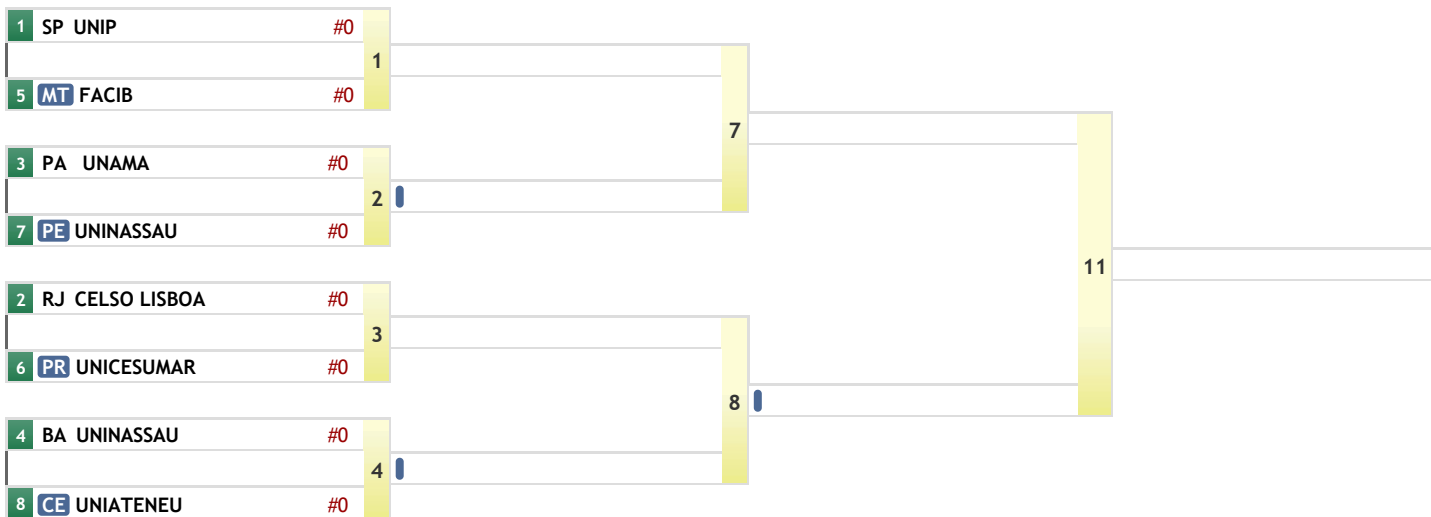 1 SP UNIP #0
1
5 MT FACIB #0
7
3 PA UNAMA #0
2
7 PE UNINASSAU #0
11
2 RJ CELSO LISBOA #0
3
6 PR UNICESUMAR #0
8
4 BA UNINASSAU #0
4
8 CE UNIATENEU #0